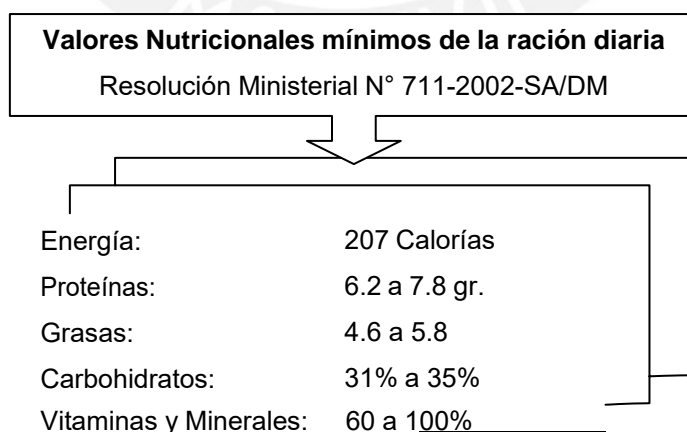 Valores Nutricionales mínimos de la ración diaria
Resolución Ministerial N° 711-2002-SA/DM
Energía: 207 Calorías
Proteínas: 6.2 a 7.8 gr.
Grasas: 4.6 a 5.8
Carbohidratos: 31% a 35%
Vitaminas y Minerales: 60 a 100%